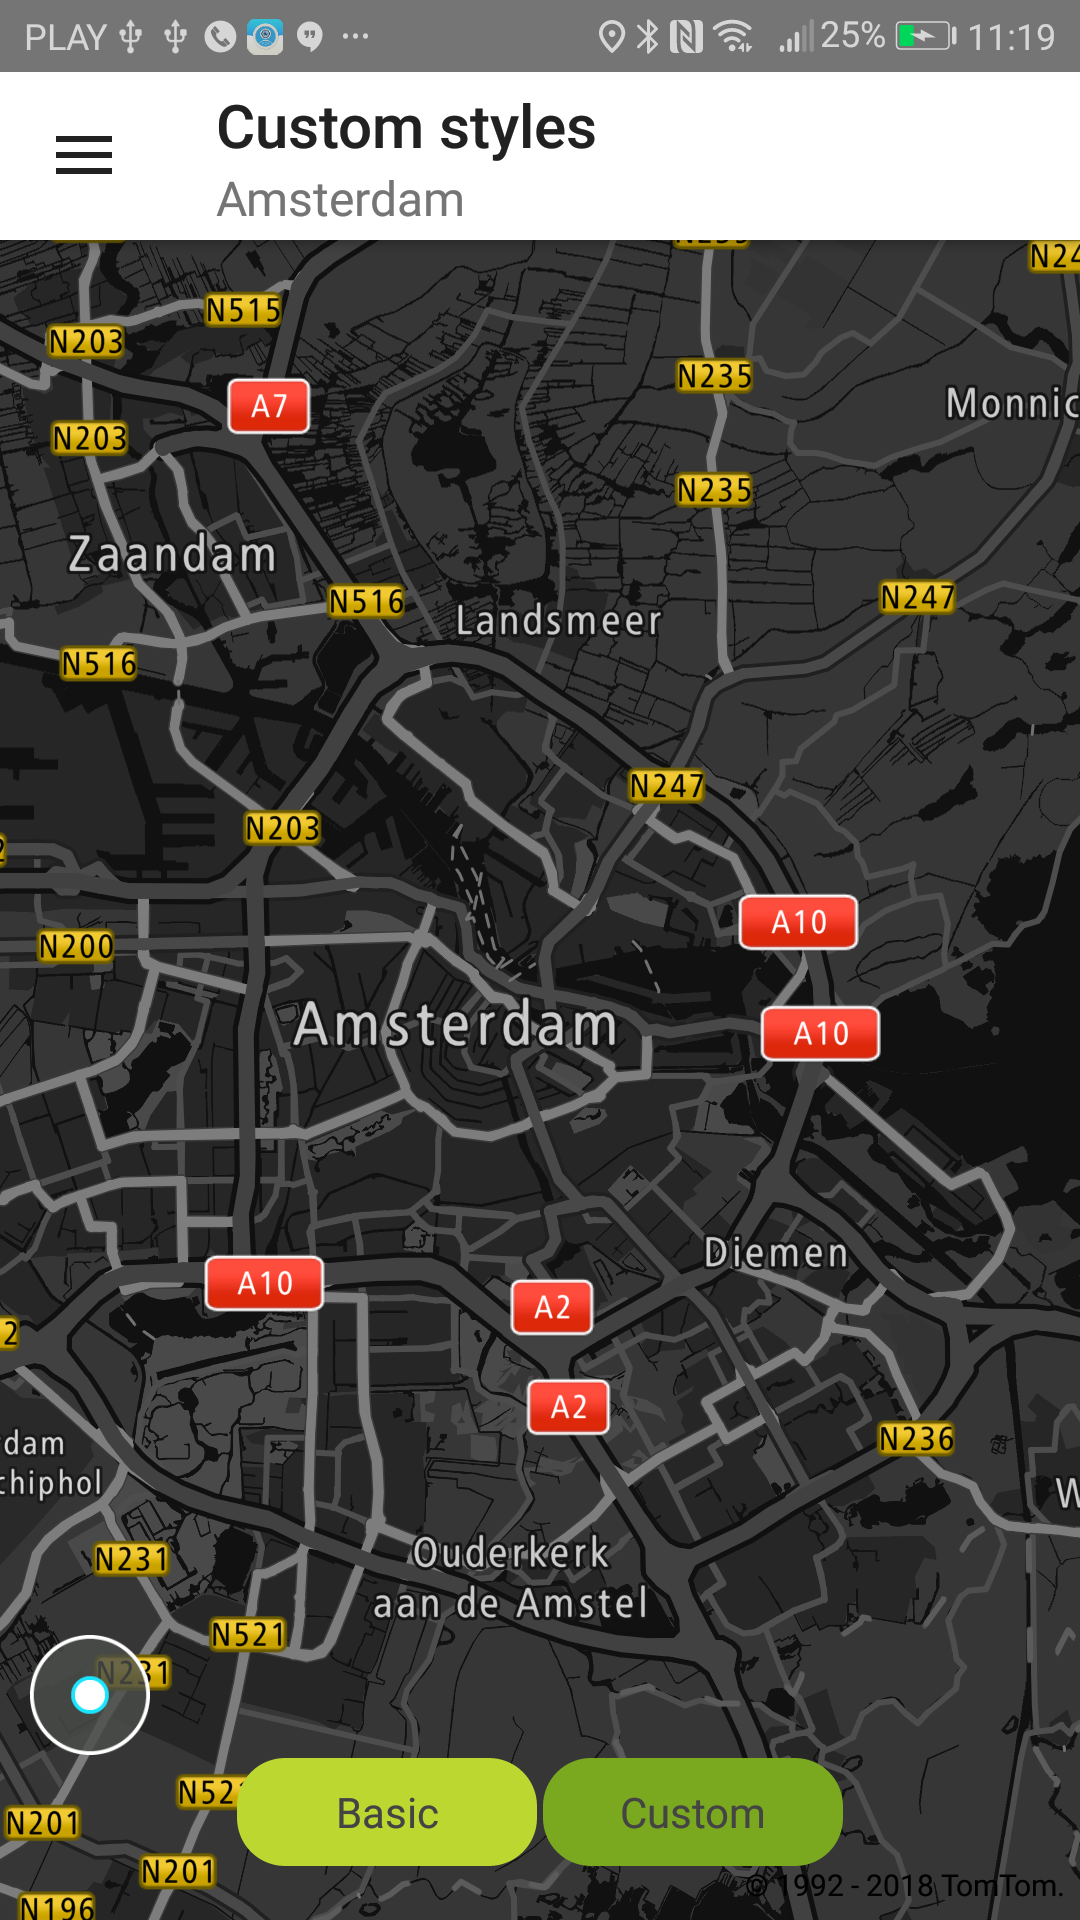 PLAY 25% 11:19
Custom styles
Amsterdam
N515
N203
A7
N235
Monnic
N203
N235
Zaandam
N516
Landsmeer
N247
N516
N247
N203
A10
N200
Amsterdam
A10
Diemen
A10
A2
2
A2
N236
dam
chiphol
W
Ouderkerk
aan de Amstel
N231
N521
N231
N521
N201
Basic
Custom
N201
© 1992 - 2018 TomTom.
N196